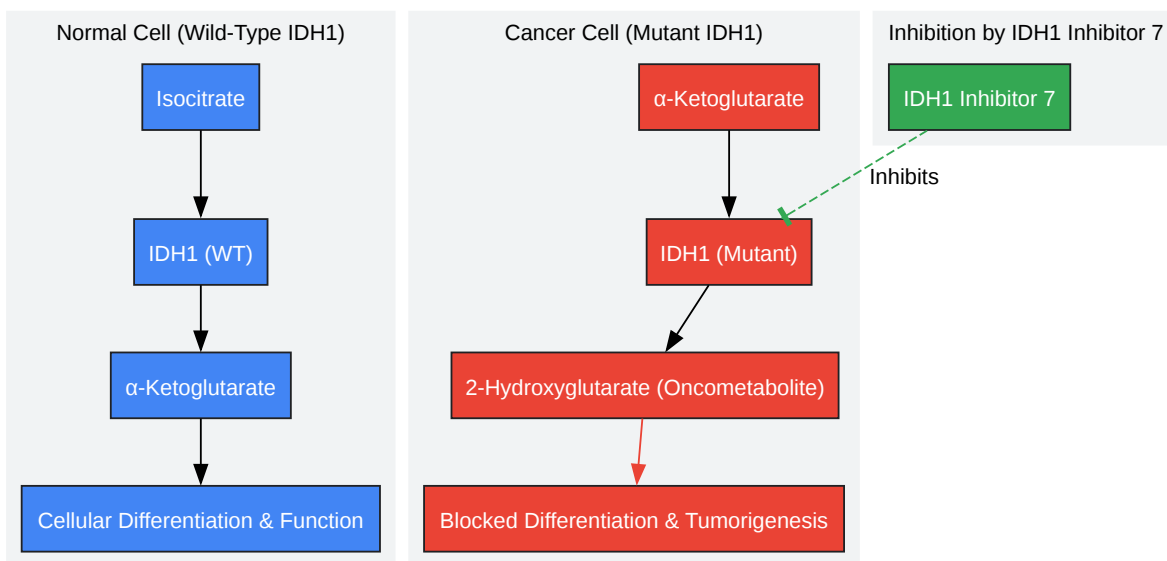 Normal Cell (Wild-Type IDH1)
Isocitrate
IDH1 (WT)
α-Ketoglutarate
Cellular Differentiation & Function
Cancer Cell (Mutant IDH1)
α-Ketoglutarate
IDH1 (Mutant)
2-Hydroxyglutarate (Oncometabolite)
Blocked Differentiation & Tumorigenesis
Inhibition by IDH1 Inhibitor 7
IDH1 Inhibitor 7
Inhibits